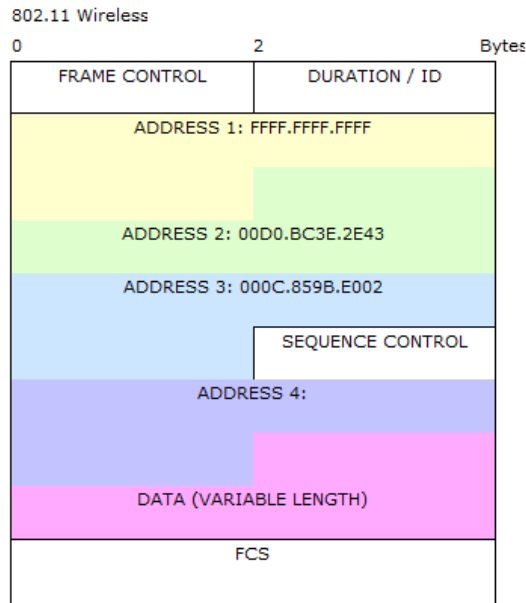 802.11 Wireless
0 2 Bytes
FRAME CONTROL DURATION / ID
ADDRESS 1: FFFF.FFFF.FFFF
ADDRESS 2: 00D0.BC3E.2E43
ADDRESS 3: 000C.859B.E002
SEQUENCE CONTROL
ADDRESS 4:
DATA (VARIABLE LENGTH)
FCS